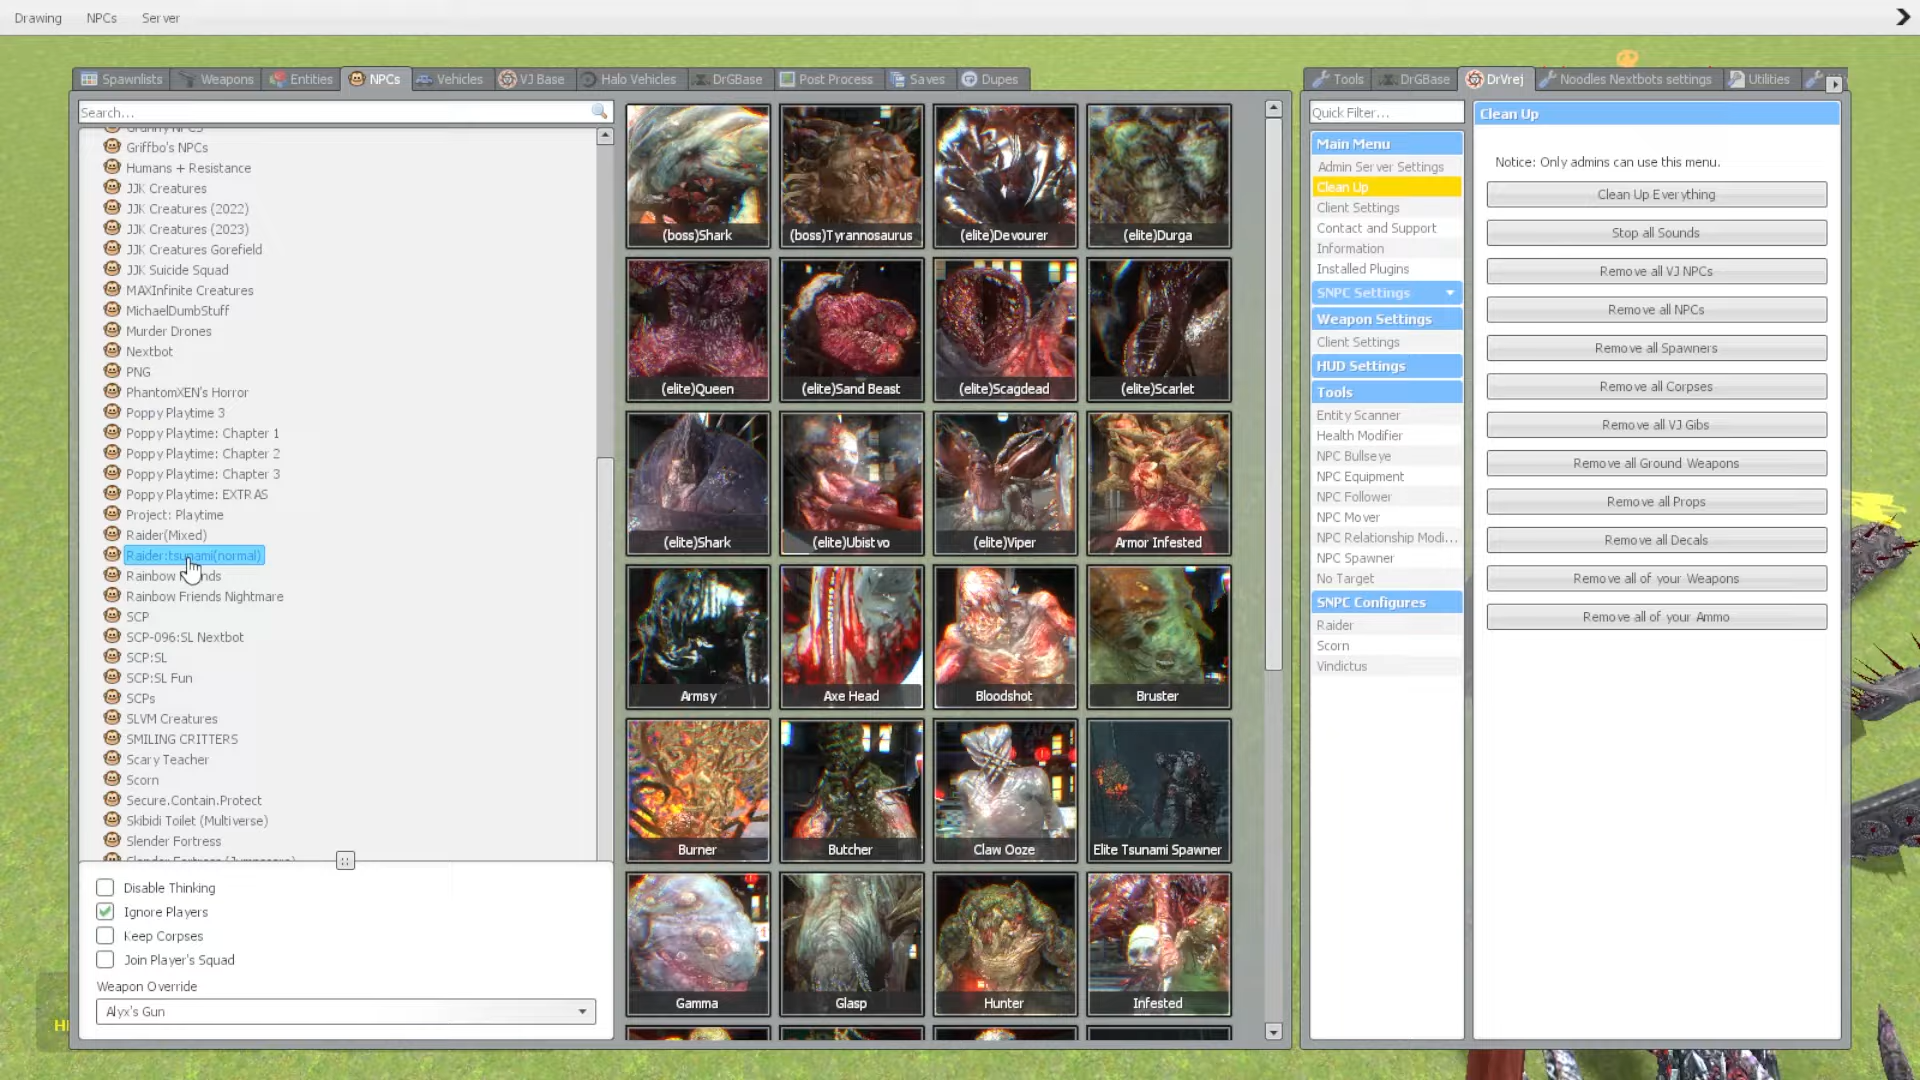 Drawing NPCs Server
Spawnlists Weapons Entities NPCs Vehicles VJ Base Halo Vehicles DrGBase Post Process Saves Dupes
Search...
Griffbo's NPCs
Humans + Resistance
JJK Creatures
JJK Creatures (2022)
JJK Creatures (2023)
JJK Creatures Gorefield
JJK Suicide Squad
MAXInfinite Creatures
MichaelDumbStuff
Murder Drones
Nextbot
PNG
PhantomXEN's Horror
Poppy Playtime 3
Poppy Playtime: Chapter 1
Poppy Playtime: Chapter 2
Poppy Playtime: Chapter 3
Poppy Playtime: EXTRAS
Project: Playtime
Raider(Mixed)
Raider:tsunami(normal)
Rainbow Friends
Rainbow Friends Nightmare
SCP
SCP-096:SL Nextbot
SCP:SL
SCP:SL Fun
SCPs
SLVM Creatures
SMILING CRITTERS
Scary Teacher
Scorn
Secure.Contain.Protect
Skibidi Toilet (Multiverse)
Slender Fortress
Disable Thinking
Ignore Players
Keep Corpses
Join Player's Squad
Weapon Override
Alyx's Gun
(boss)Shark (boss)Tyrannosaurus (elite)Devourer (elite)Durga
(elite)Queen (elite)Sand Beast (elite)Scagdead (elite)Scarlet
(elite)Shark (elite)Ubistvo (elite)Viper Armor Infested
Armsy Axe Head Bloodshot Bruster
Burner Butcher Claw Ooze Elite Tsunami Spawner
Gamma Glasp Hunter Infested
Tools DrGBase DrVrej Noodles Nextbots settings Utilities
Quick Filter...
Main Menu
Admin Server Settings
Clean Up
Client Settings
Contact and Support
Information
Installed Plugins
SNPC Settings
Weapon Settings
Client Settings
HUD Settings
Tools
Entity Scanner
Health Modifier
NPC Bullseye
NPC Equipment
NPC Follower
NPC Mover
NPC Relationship Modi...
NPC Spawner
No Target
SNPC Configures
Raider
Scorn
Vindictus
Clean Up
Notice: Only admins can use this menu.
Clean Up Everything
Stop all Sounds
Remove all VJ NPCs
Remove all NPCs
Remove all Spawners
Remove all Corpses
Remove all VJ Gibs
Remove all Ground Weapons
Remove all Props
Remove all Decals
Remove all of your Weapons
Remove all of your Ammo